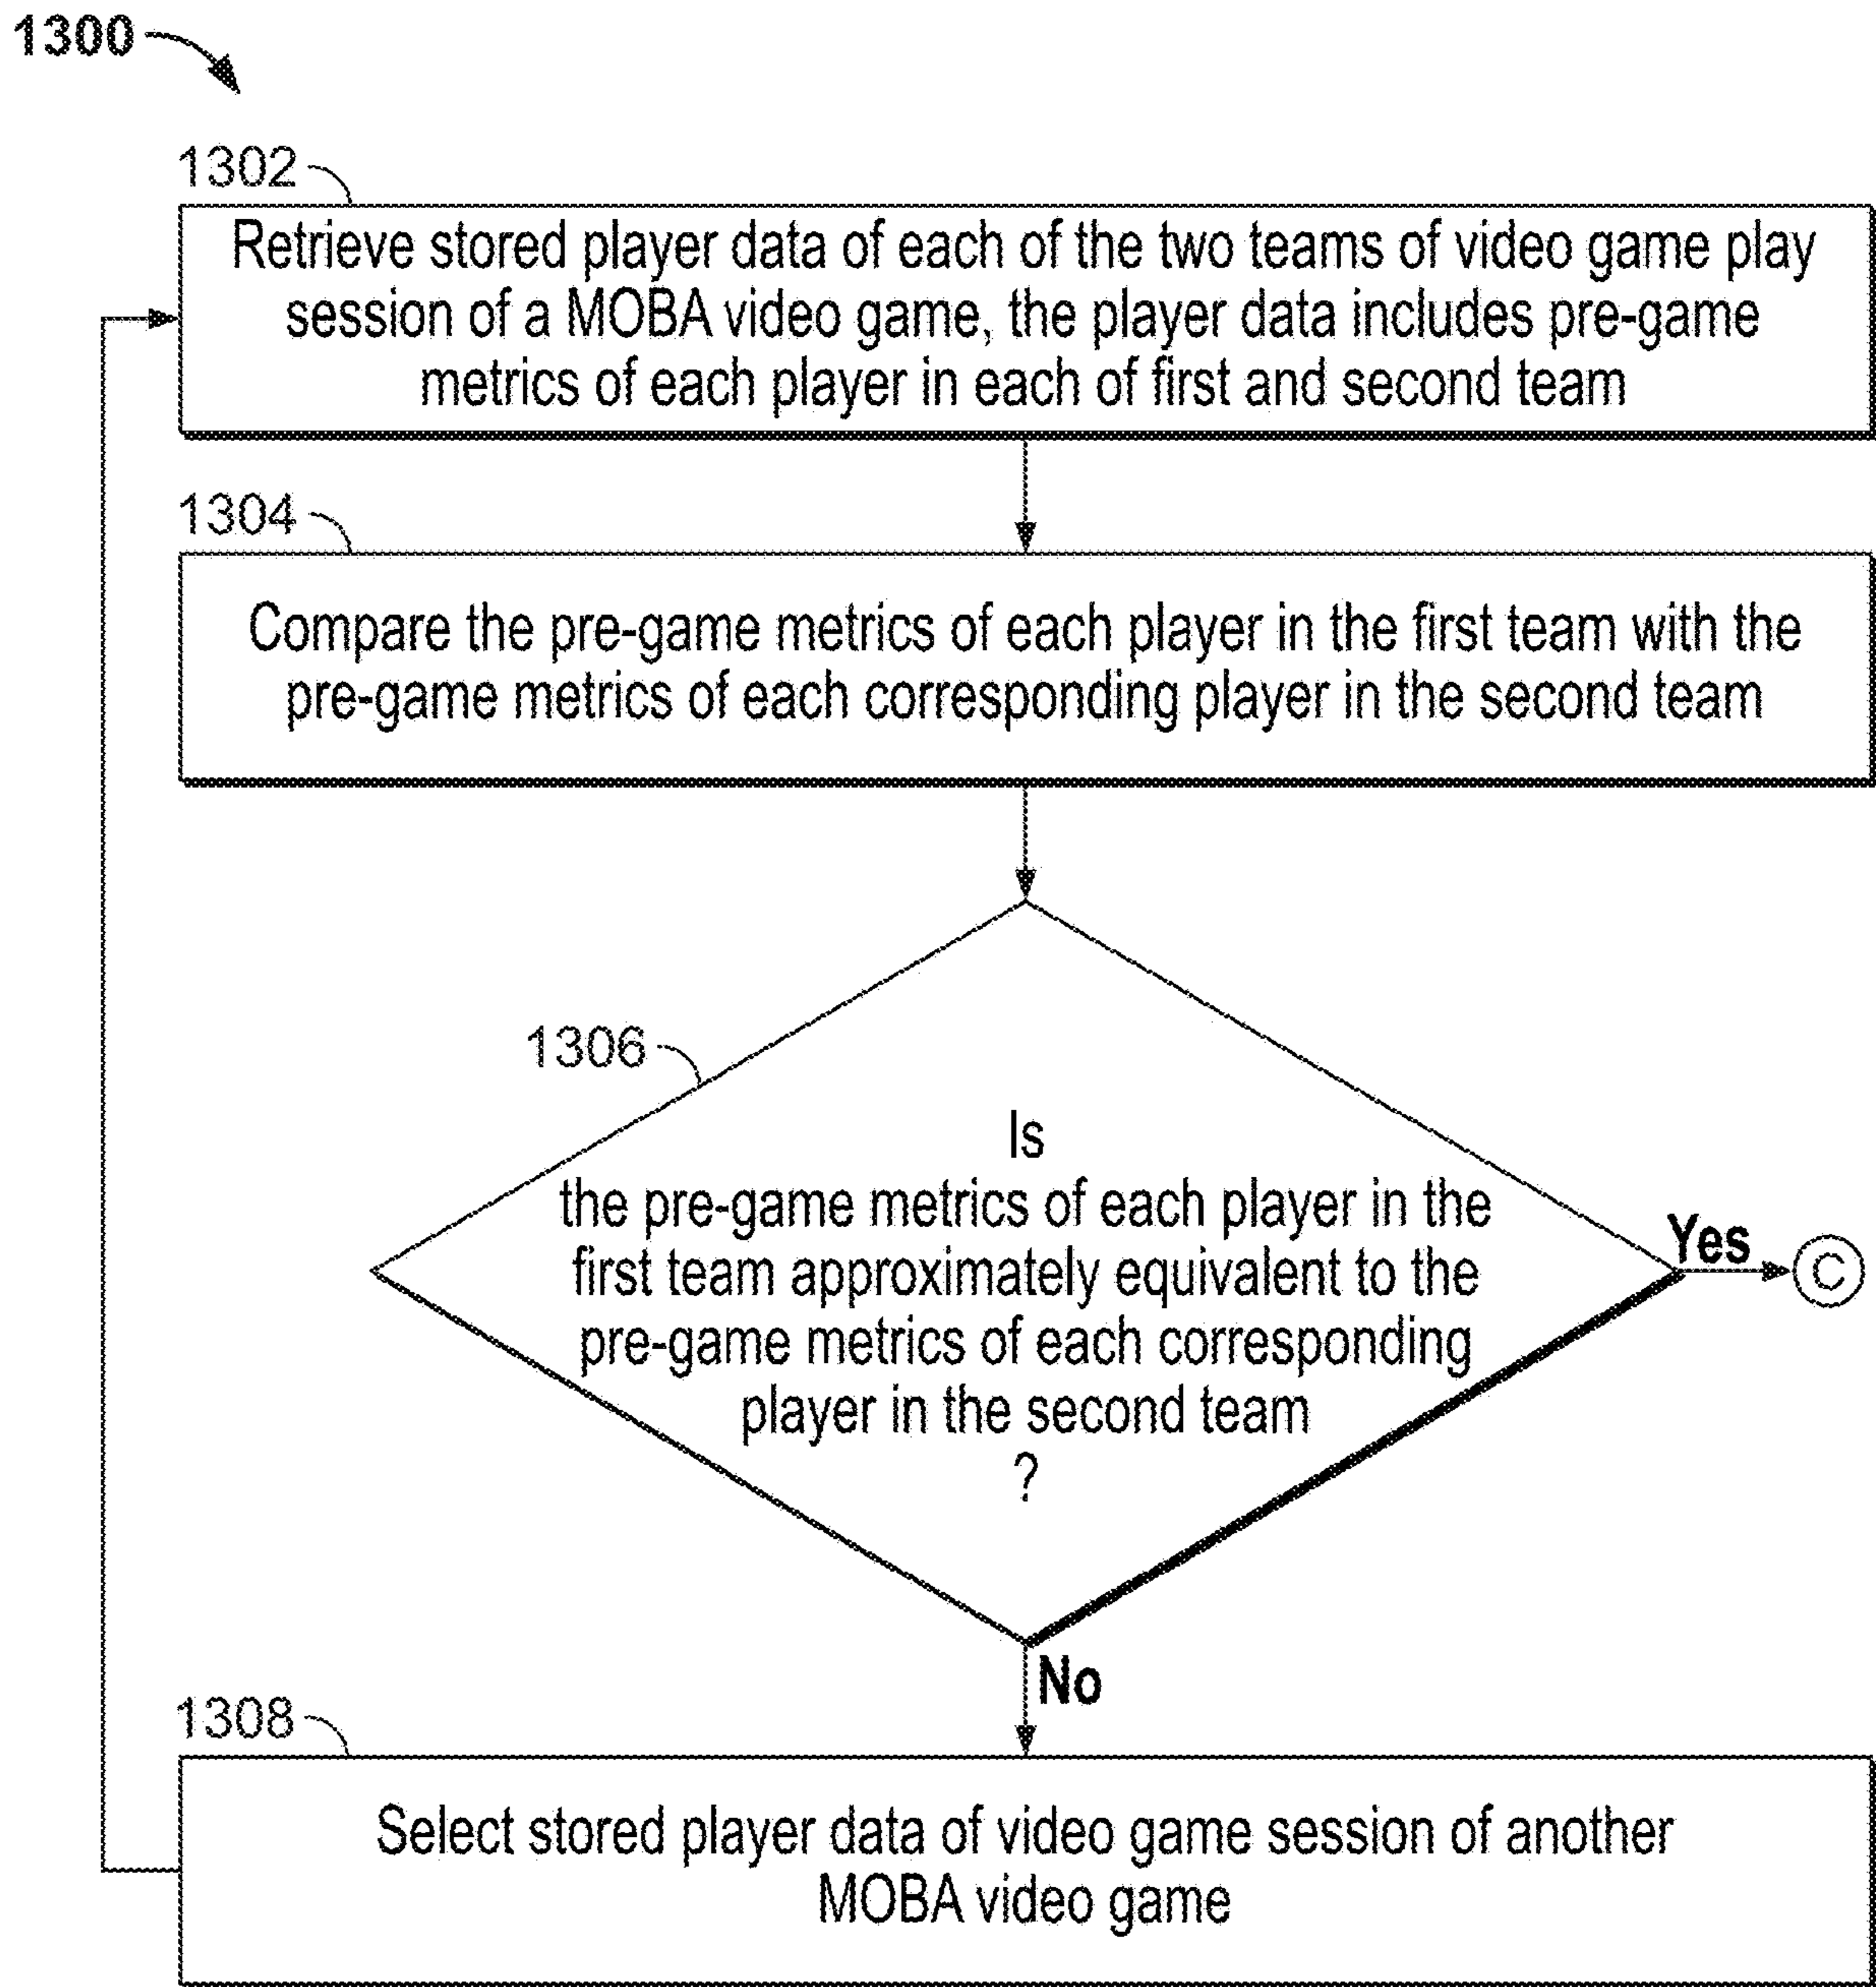 1300
1302
Retrieve stored player data of each of the two teams of video game play
session of a MOBA video game, the player data includes pre-game
metrics of each player in each of first and second team
1304
Compare the pre-game metrics of each player in the first team with the
pre-game metrics of each corresponding player in the second team
1306
Is
the pre-game metrics of each player in the
first team approximately equivalent to the
pre-game metrics of each corresponding
player in the second team
?
Yes
C
No
1308
Select stored player data of video game session of another
MOBA video game